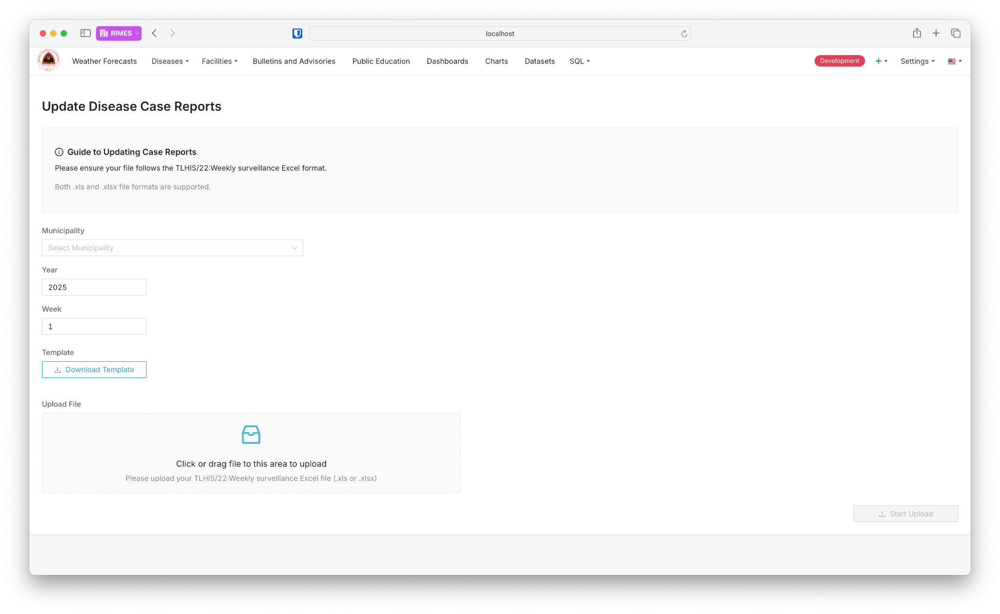 RIMES
localhost
Weather Forecasts
Diseases
Facilities
Bulletins and Advisories
Public Education
Dashboards
Charts
Datasets
SQL
Development
Settings
Update Disease Case Reports
Guide to Updating Case Reports
Please ensure your file follows the TLHIS/22:Weekly surveillance Excel format.
Both .xls and .xlsx file formats are supported.
Municipality
Select Municipality
Year
2025
Week
1
Template
Download Template
Upload File
Click or drag file to this area to upload
Please upload your TLHIS/22:Weekly surveillance Excel file (.xls or .xlsx)
Start Upload